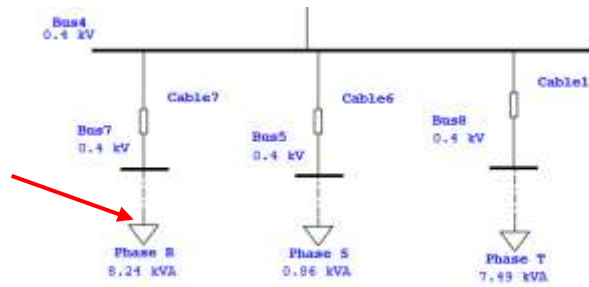 Bus4
0.4 kV
Cable7
Cable6
Cable1
Bus7
0.4 kV
Bus5
0.4 kV
Bus8
0.4 kV
Phase R
8.24 kVA
Phase S
0.86 kVA
Phase T
7.49 kVA